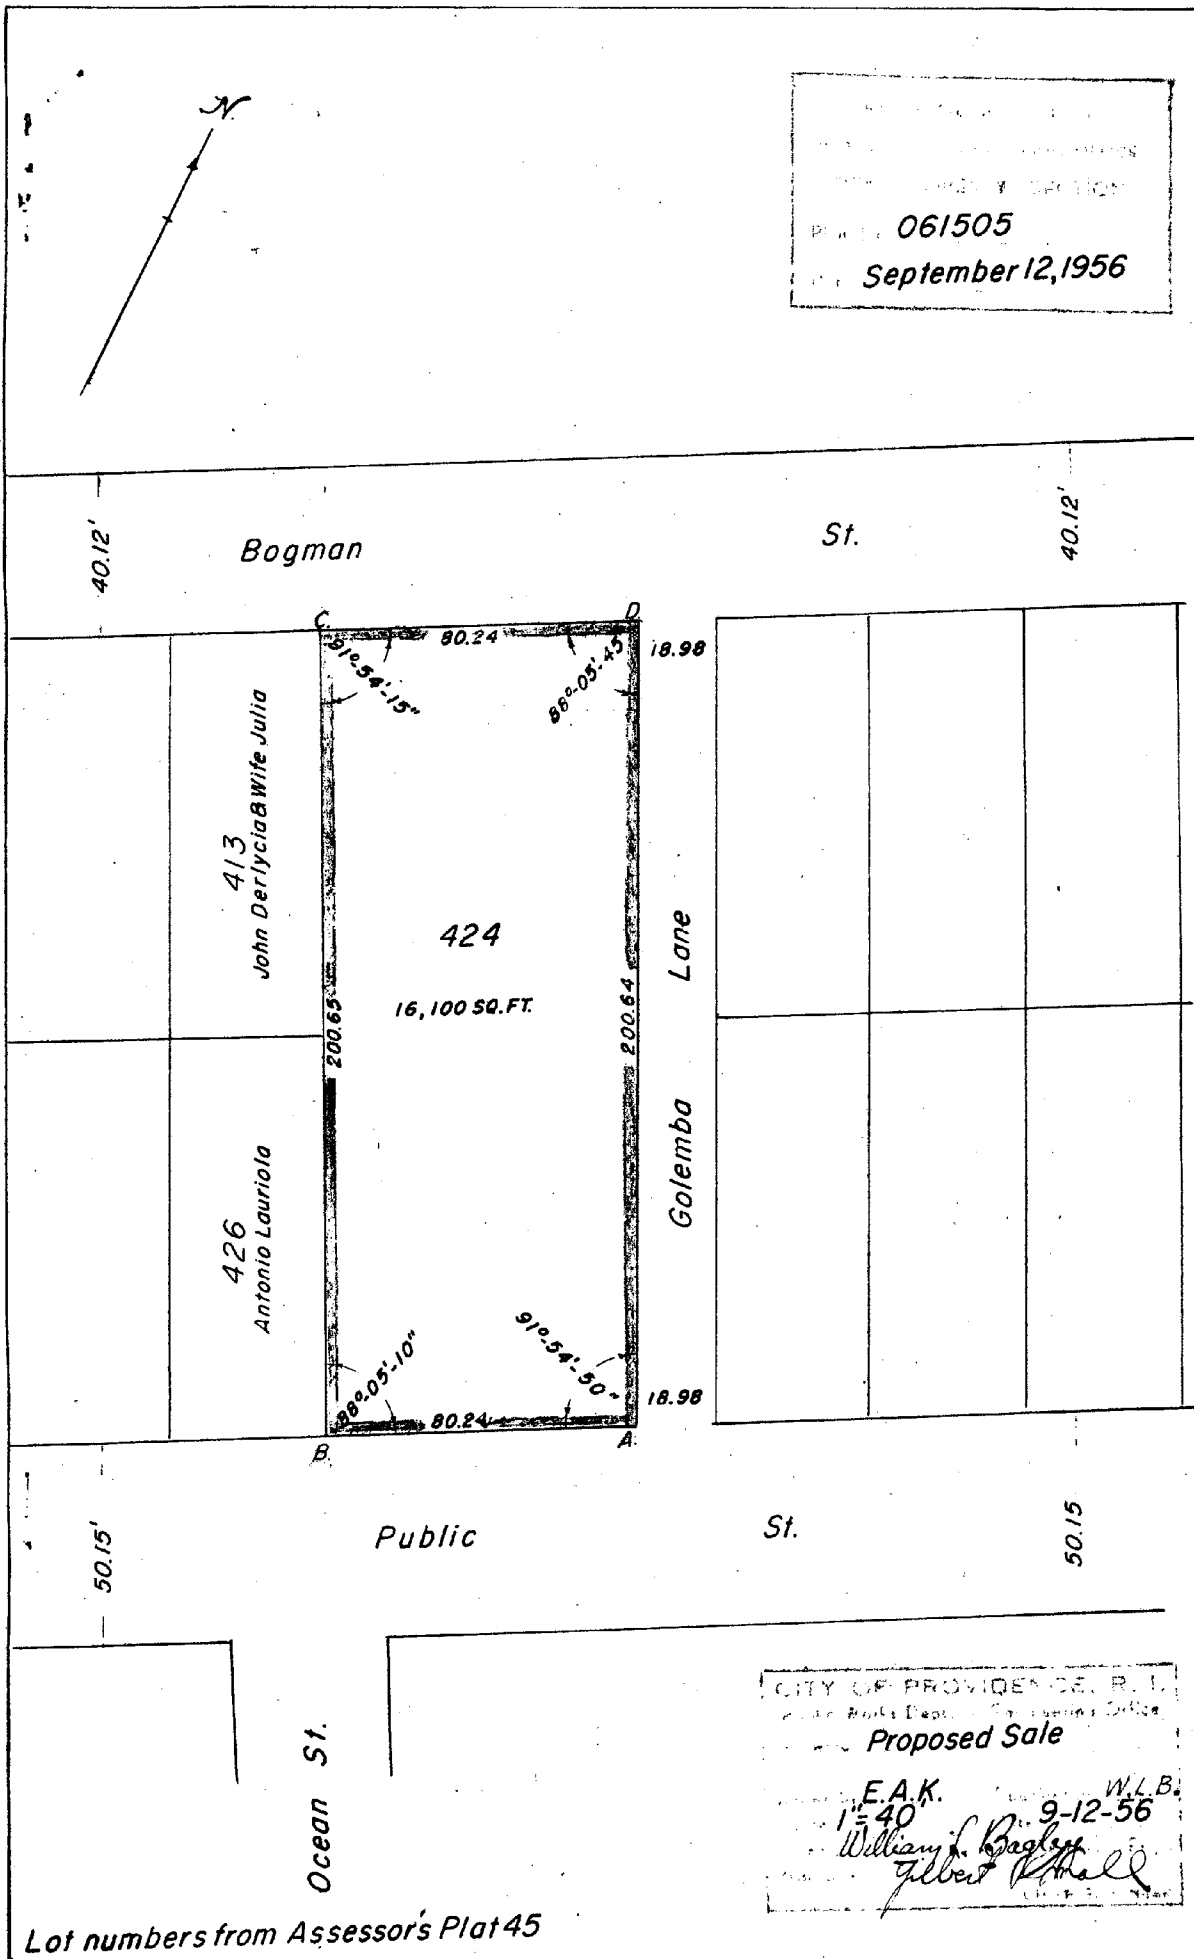 N
061505
September 12, 1956
40.12'
Bogman St.
40.12'
C.
D.
80.24
18.98
91°-54'-15"
88°-05'-45"
413
John Derlycia & Wife Julia
424
16,100 SQ.FT.
200.65
200.64
Golemba Lane
426
Antonio Lauriola
88°-05'-10"
91°-54'-50"
80.24
18.98
B.
A.
50.15'
Public St.
50.15
Ocean St.
CITY OF PROVIDENCE, R. I.
Proposed Sale
E.A.K. W.L.B.
1"=40' 9-12-56
William L. Bagley
Gilbert
Lot numbers from Assessor's Plat 45